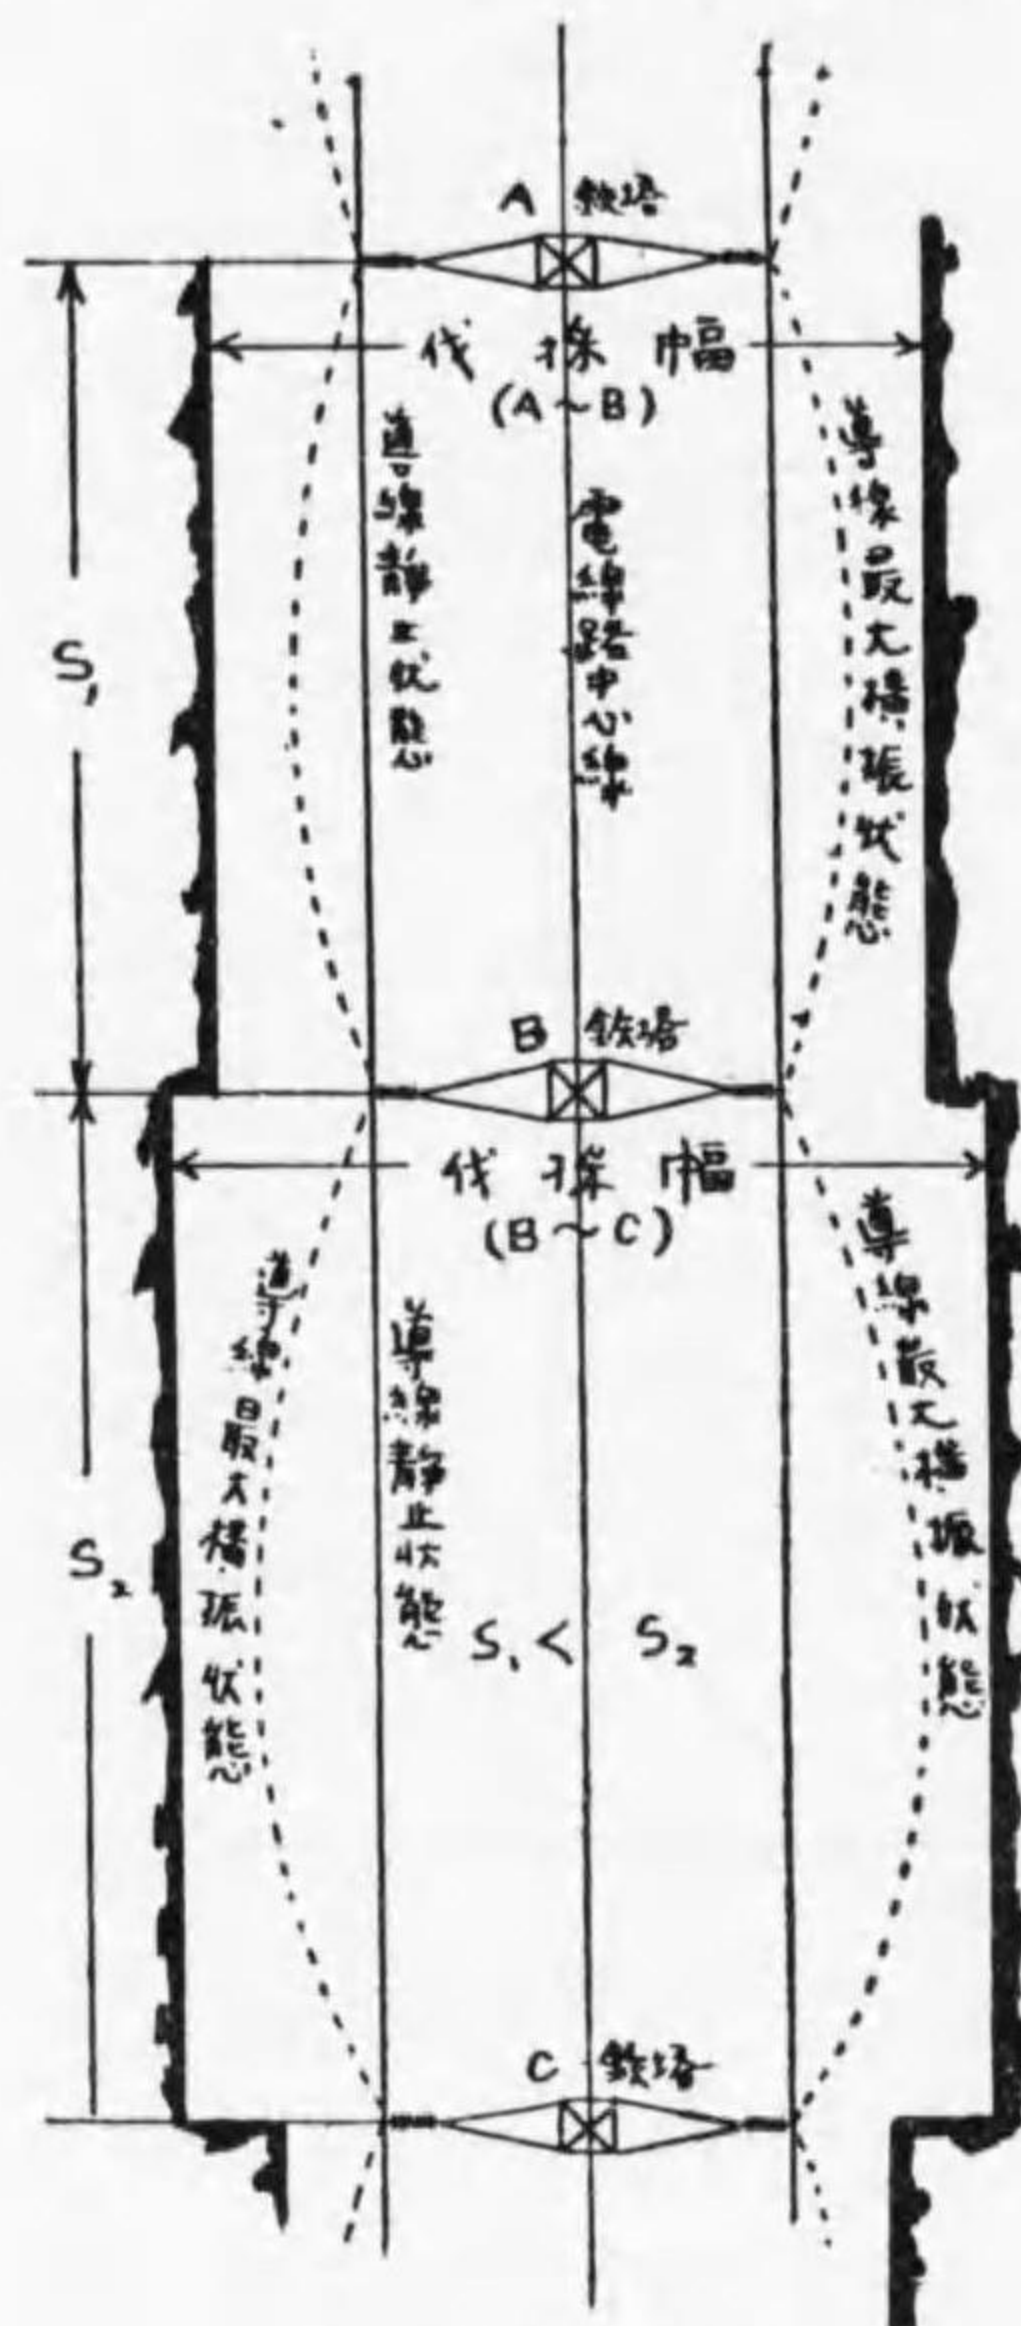 A 鉄塔
伐採幅
(A~B)
導線静止状態
電線路中心線
導線最大横振状態
S₁
B 鉄塔
伐採幅
(B~C)
導線最大横振状態
導線静止状態
導線最大横振状態
S₂
S₁ < S₂
C 鉄塔